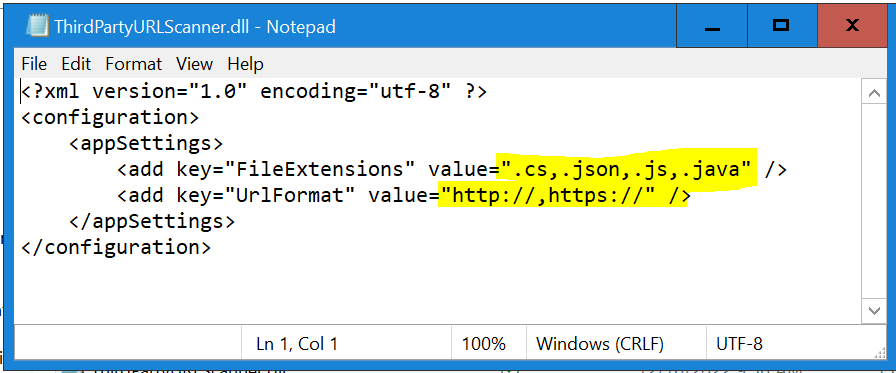 ThirdPartyURLScanner.dll - Notepad
File Edit Format View Help
<?xml version="1.0" encoding="utf-8" ?>
<configuration>
    <appSettings>
        <add key="FileExtensions" value=".cs,.json,.js,.java" />
        <add key="UrlFormat" value="http://,https://" />
    </appSettings>
</configuration>
Ln 1, Col 1 100% Windows (CRLF) UTF-8